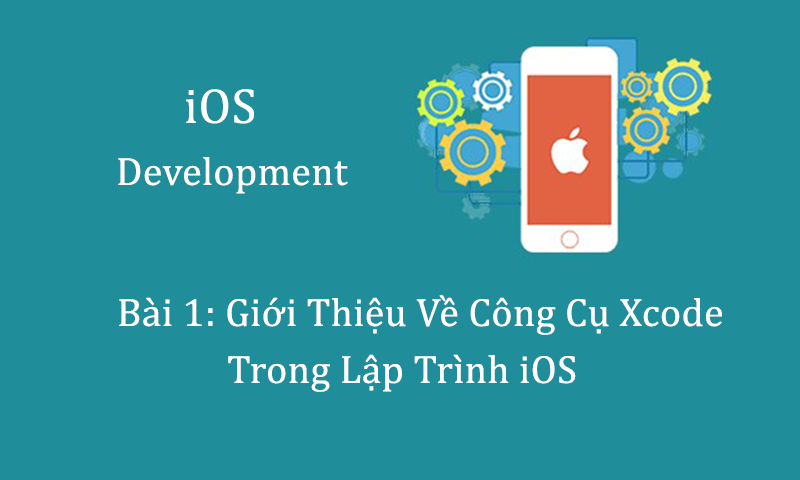 iOS
Development
Bài 1: Giới Thiệu Về Công Cụ Xcode
Trong Lập Trình iOS